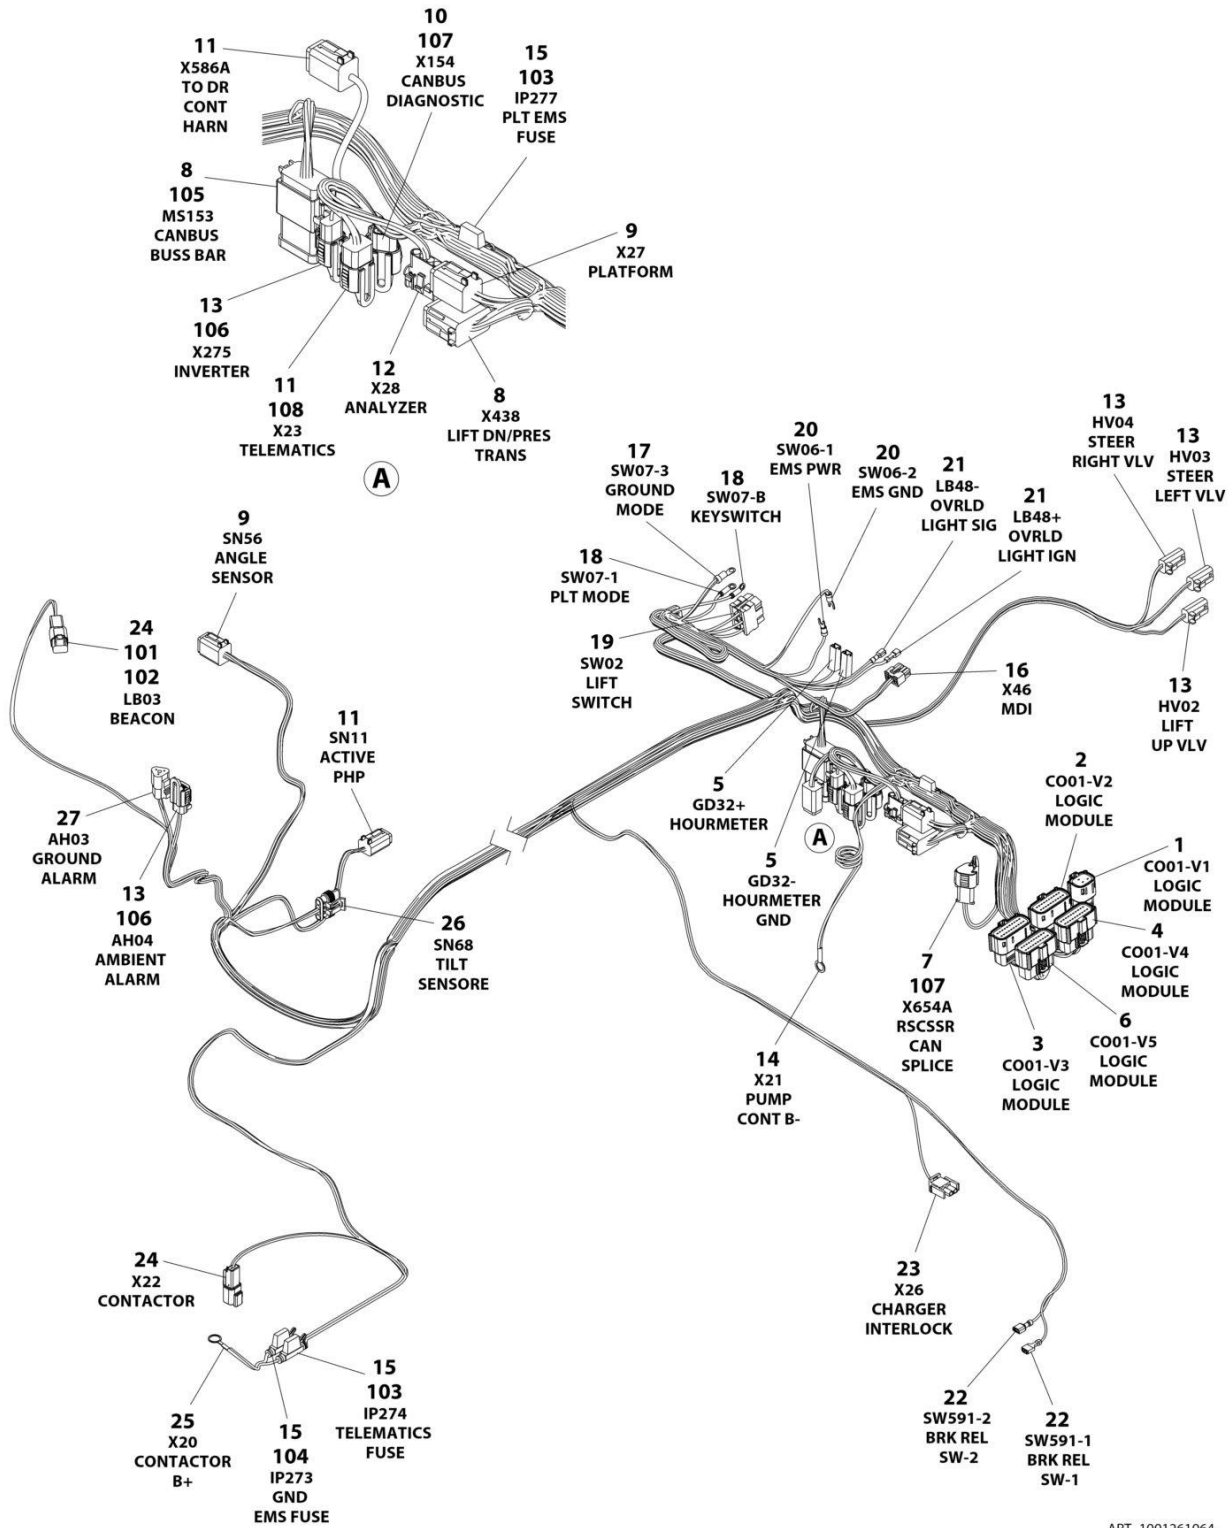 11
X586A
TO DR
CONT
HARN
10
107
X154
CANBUS
DIAGNOSTIC
15
103
IP277
PLT EMS
FUSE
8
105
MS153
CANBUS
BUSS BAR
9
X27
PLATFORM
13
106
X275
INVERTER
11
108
X23
TELEMATICS
12
X28
ANALYZER
8
X438
LIFT DN/PRES
TRANS
A
17
SW07-3
GROUND
MODE
18
SW07-B
KEYSWITCH
20
SW06-1
EMS PWR
20
SW06-2
EMS GND
21
LB48-
OVRLD
LIGHT SIG
21
LB48+
OVRLD
LIGHT IGN
13
HV04
STEER
RIGHT VLV
13
HV03
STEER
LEFT VLV
18
SW07-1
PLT MODE
19
SW02
LIFT
SWITCH
16
X46
MDI
13
HV02
LIFT
UP VLV
9
SN56
ANGLE
SENSOR
24
101
102
LB03
BEACON
11
SN11
ACTIVE
PHP
27
AH03
GROUND
ALARM
13
106
AH04
AMBIENT
ALARM
26
SN68
TILT
SENSORE
5
GD32+
HOURMETER
A
5
GD32-
HOURMETER
GND
2
CO01-V2
LOGIC
MODULE
1
CO01-V1
LOGIC
MODULE
4
CO01-V4
LOGIC
MODULE
6
CO01-V5
LOGIC
MODULE
3
CO01-V3
LOGIC
MODULE
7
107
X654A
RSCSSR
CAN
SPLICE
14
X21
PUMP
CONT B-
23
X26
CHARGER
INTERLOCK
24
X22
CONTACTOR
25
X20
CONTACTOR
B+
15
104
IP273
GND
EMS FUSE
15
103
IP274
TELEMATICS
FUSE
22
SW591-2
BRK REL
SW-2
22
SW591-1
BRK REL
SW-1
ART_1001261064